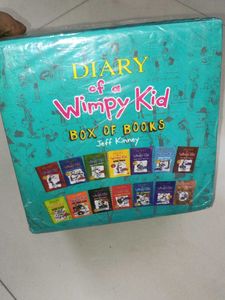 DIARY
of a
Wimpy Kid
BOX OF BOOKS
Jeff Kinney